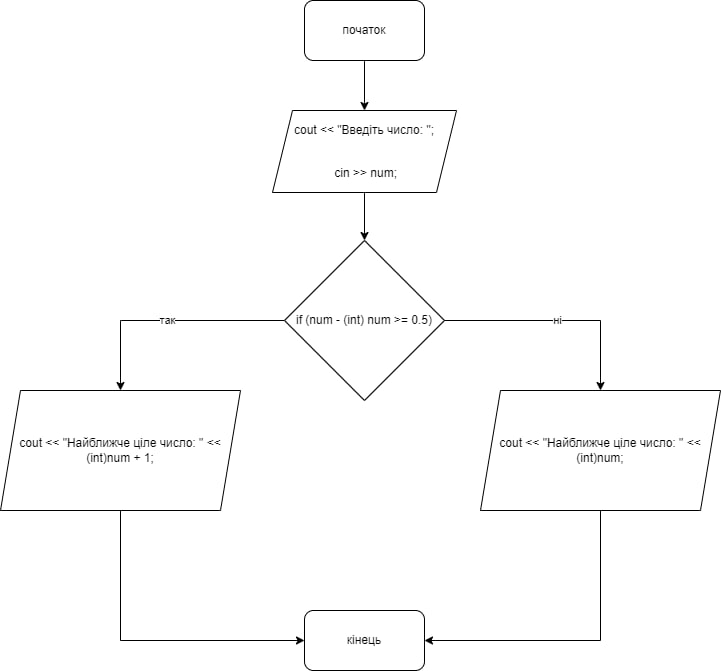 початок
cout << "Введіть число: ";
cin >> num;
if (num - (int) num >= 0.5)
так
ні
cout << "Найближче ціле число: " <<
(int)num + 1;
cout << "Найближче ціле число: " <<
(int)num;
кінець